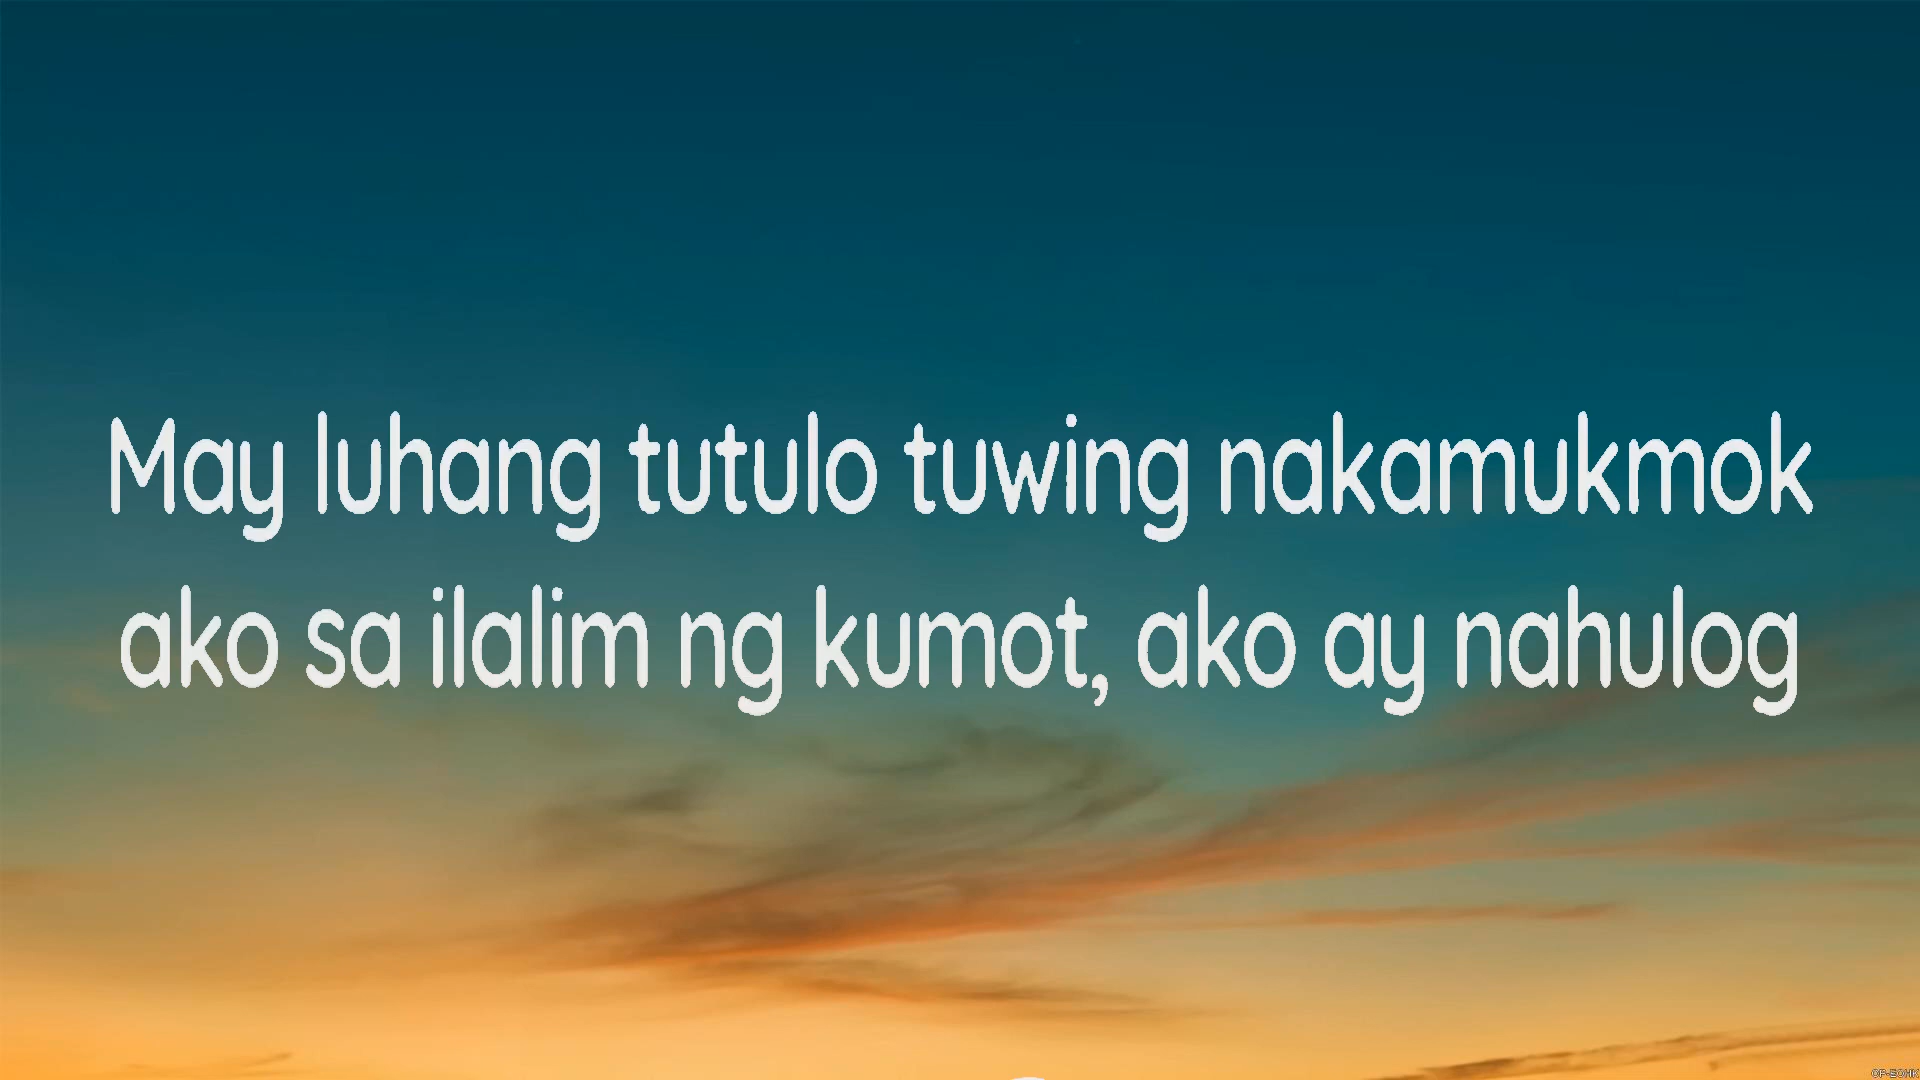 May luhang tutulo tuwing nakamukmok
ako sa ilalim ng kumot, ako ay nahulog